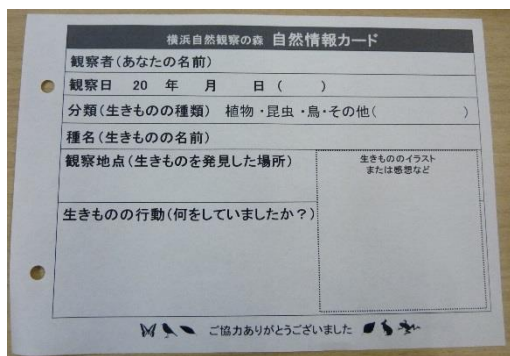 横浜自然観察の森 自然情報カード
観察者(あなたの名前)
観察日 20 年 月 日( )
分類(生きものの種類) 植物・昆虫・鳥・その他( )
種名(生きものの名前)
観察地点(生きものを発見した場所)
生きもののイラスト
または感想など
生きものの行動(何をしていましたか?)
ご協力ありがとうございました